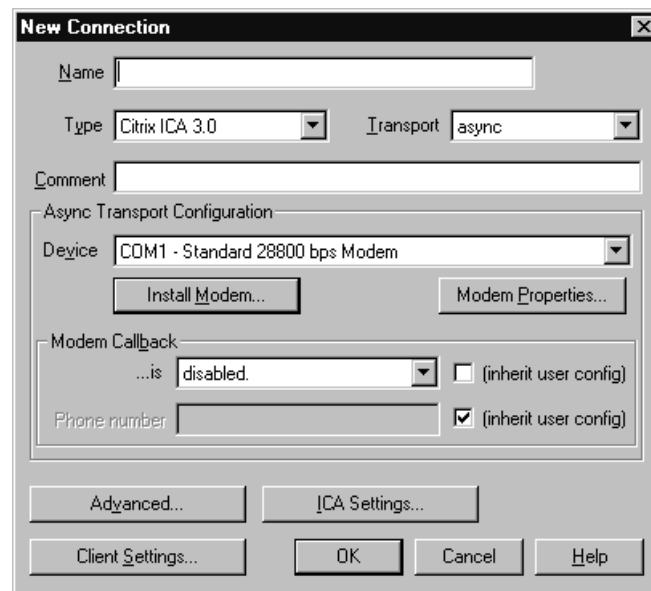 New Connection
Name
Type Citrix ICA 3.0 Transport async
Comment
Async Transport Configuration
Device COM1 - Standard 28800 bps Modem
Install Modem... Modem Properties...
Modem Callback
...is disabled. (inherit user config)
Phone number (inherit user config)
Advanced... ICA Settings...
Client Settings... OK Cancel Help